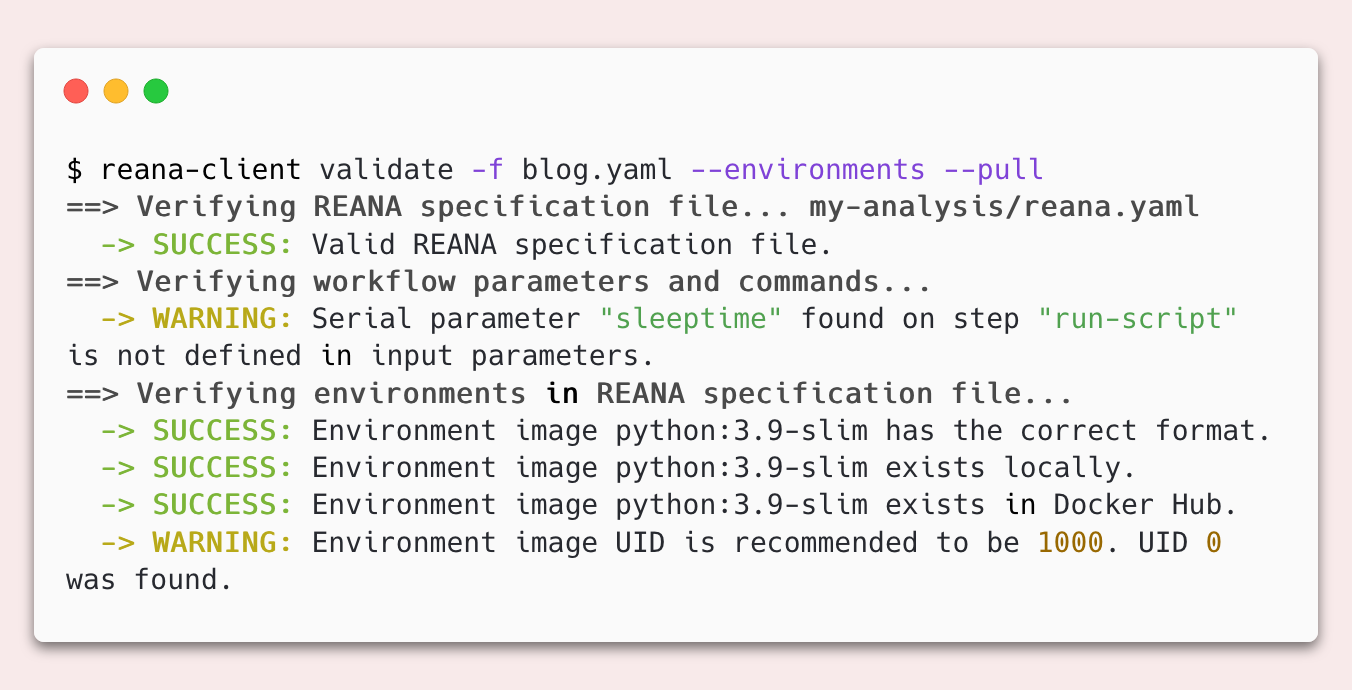 $ reana-client validate -f blog.yaml --environments --pull
==> Verifying REANA specification file... my-analysis/reana.yaml
  -> SUCCESS: Valid REANA specification file.
==> Verifying workflow parameters and commands...
  -> WARNING: Serial parameter "sleeptime" found on step "run-script"
is not defined in input parameters.
==> Verifying environments in REANA specification file...
  -> SUCCESS: Environment image python:3.9-slim has the correct format.
  -> SUCCESS: Environment image python:3.9-slim exists locally.
  -> SUCCESS: Environment image python:3.9-slim exists in Docker Hub.
  -> WARNING: Environment image UID is recommended to be 1000. UID 0
was found.